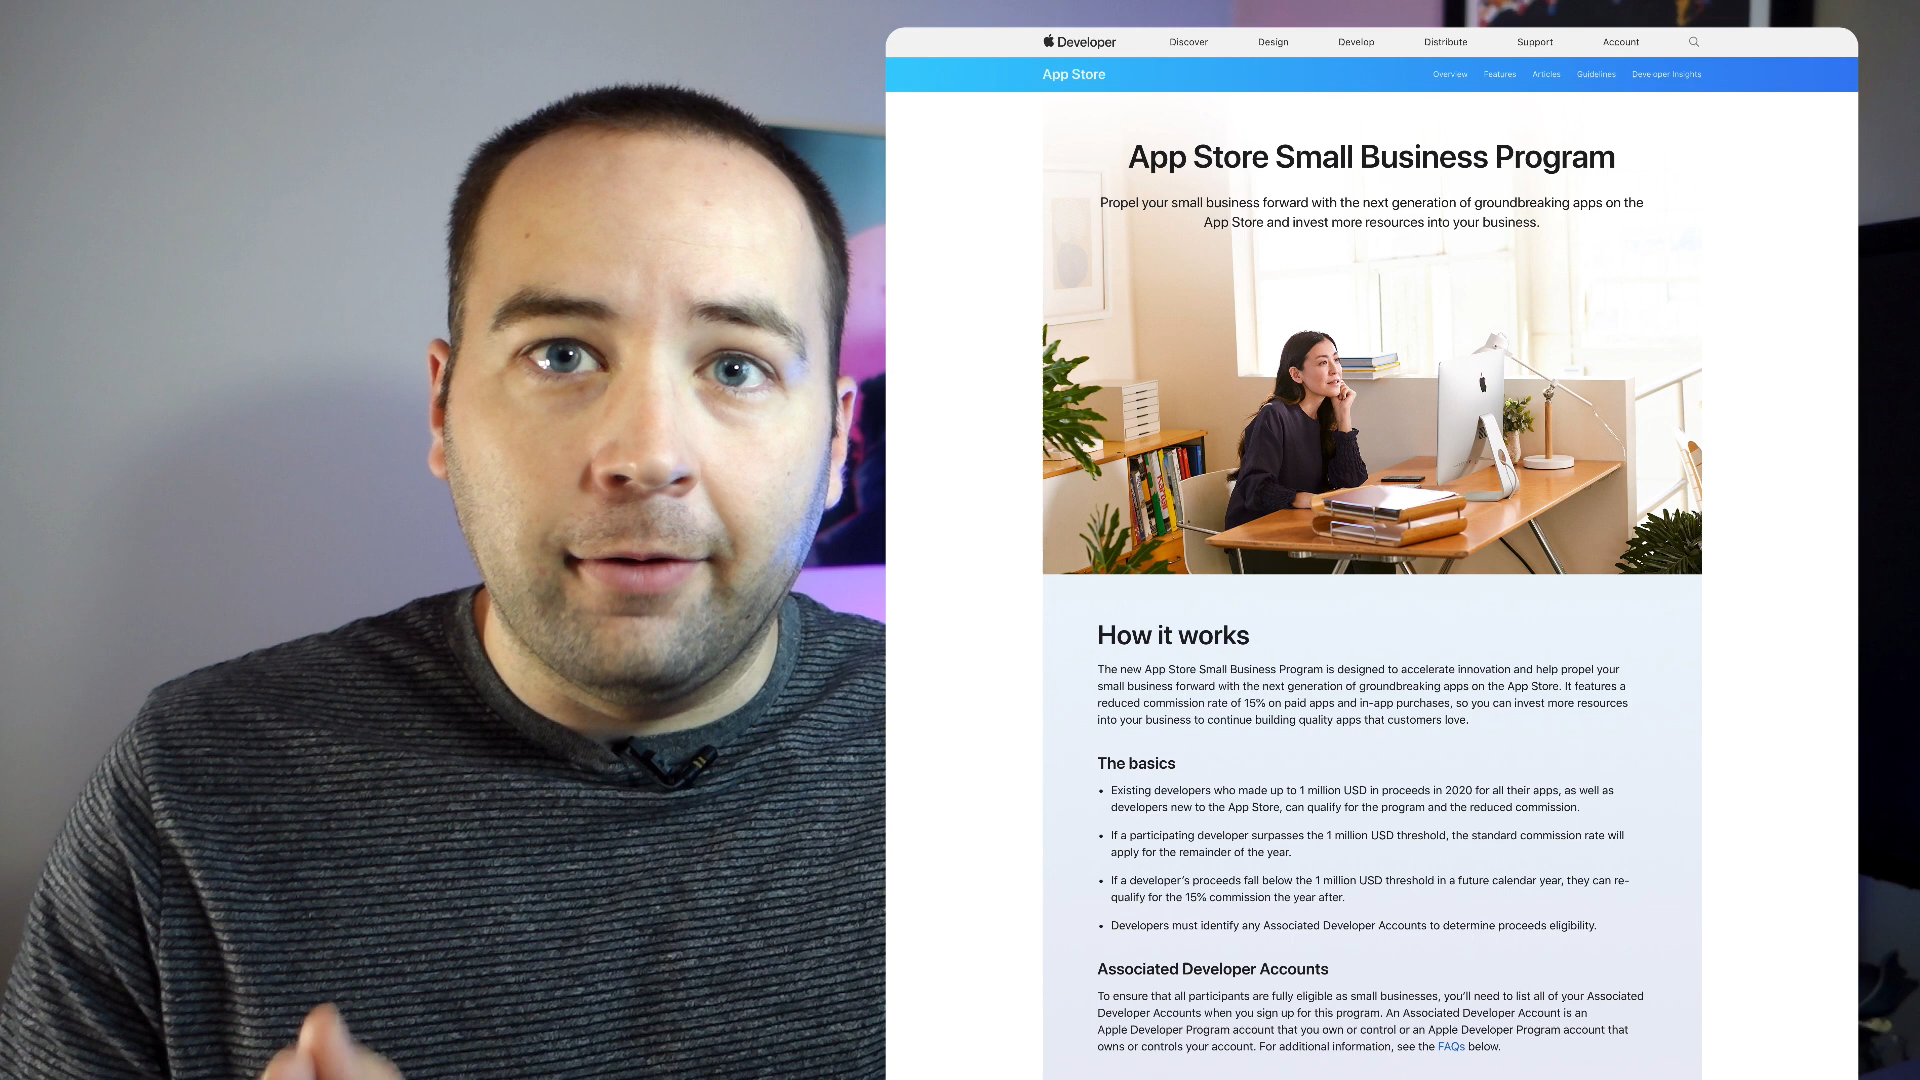 Developer
Discover
Design
Develop
Distribute
Support
Account
App Store
Overview
Features
Articles
Guidelines
Developer Insights
App Store Small Business Program
Propel your small business forward with the next generation of groundbreaking apps on the
App Store and invest more resources into your business.
How it works
The new App Store Small Business Program is designed to accelerate innovation and help propel your
small business forward with the next generation of groundbreaking apps on the App Store. It features a
reduced commission rate of 15% on paid apps and in-app purchases, so you can invest more resources
into your business to continue building quality apps that customers love.
The basics
• Existing developers who made up to 1 million USD in proceeds in 2020 for all their apps, as well as
developers new to the App Store, can qualify for the program and the reduced commission.
• If a participating developer surpasses the 1 million USD threshold, the standard commission rate will
apply for the remainder of the year.
• If a developer’s proceeds fall below the 1 million USD threshold in a future calendar year, they can re-
qualify for the 15% commission the year after.
• Developers must identify any Associated Developer Accounts to determine proceeds eligibility.
Associated Developer Accounts
To ensure that all participants are fully eligible as small businesses, you’ll need to list all of your Associated
Developer Accounts when you sign up for this program. An Associated Developer Account is an
Apple Developer Program account that you own or control or an Apple Developer Program account that
owns or controls your account. For additional information, see the FAQs below.